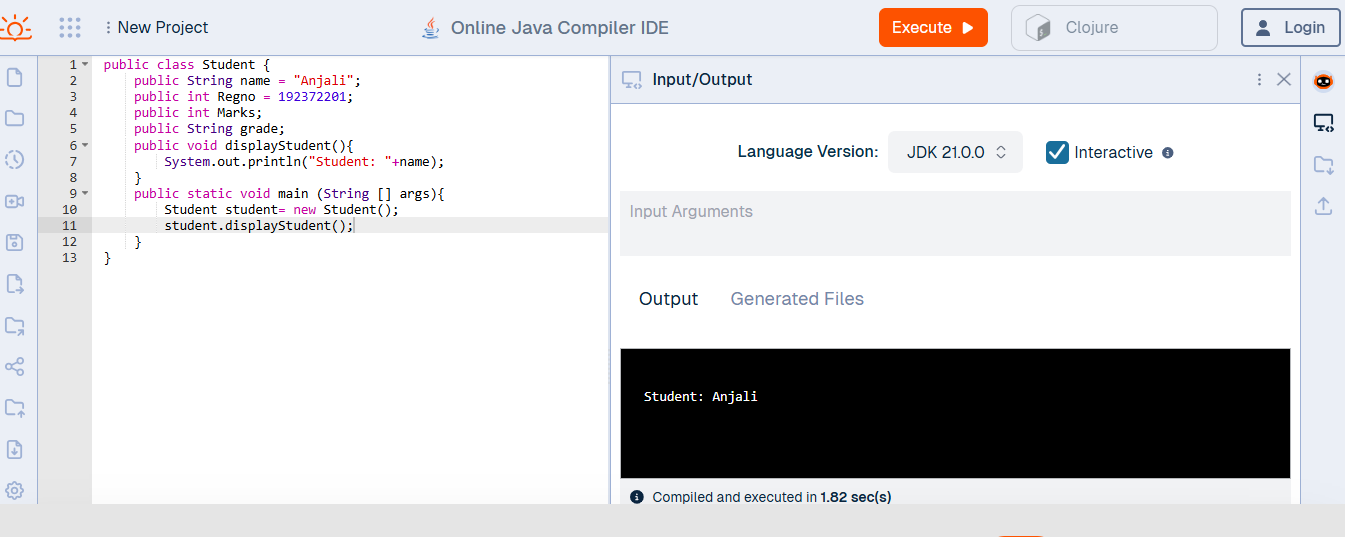 New Project
Online Java Compiler IDE
Execute
Clojure
Login
1 public class Student {
2 public String name = "Anjali";
3 public int Regno = 192372201;
4 public int Marks;
5 public String grade;
6 public void displayStudent(){
7 System.out.println("Student: "+name);
8 }
9 public static void main (String [] args){
10 Student student= new Student();
11 student.displayStudent();
12 }
13 }
Input/Output
Language Version:
JDK 21.0.0
Interactive
Input Arguments
Output
Generated Files
Student: Anjali
Compiled and executed in 1.82 sec(s)